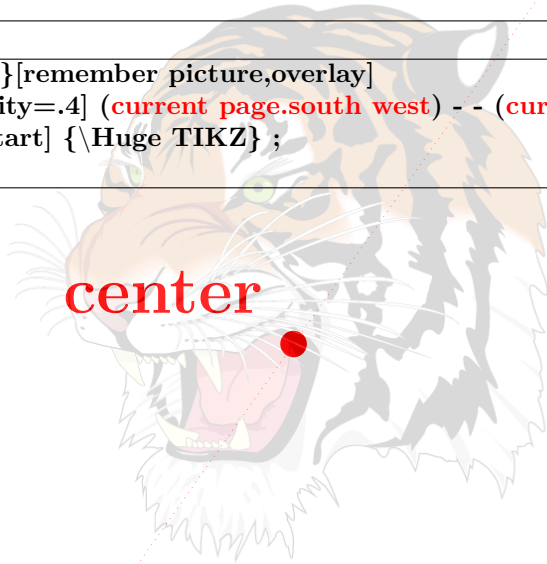 }[remember picture,overlay]
ity=.4] (current page.south west) - - (cur
tart] {\Huge TIKZ} ;
center